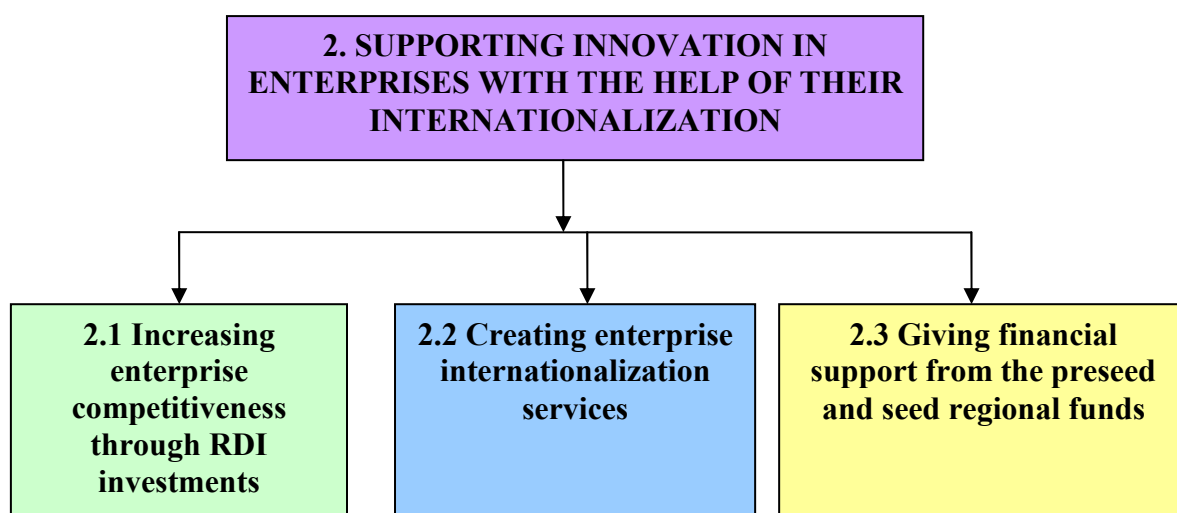 2. SUPPORTING INNOVATION IN
ENTERPRISES WITH THE HELP OF THEIR
INTERNATIONALIZATION
2.1 Increasing
enterprise
competitiveness
through RDI
investments
2.2 Creating enterprise
internationalization
services
2.3 Giving financial
support from the preseed
and seed regional funds